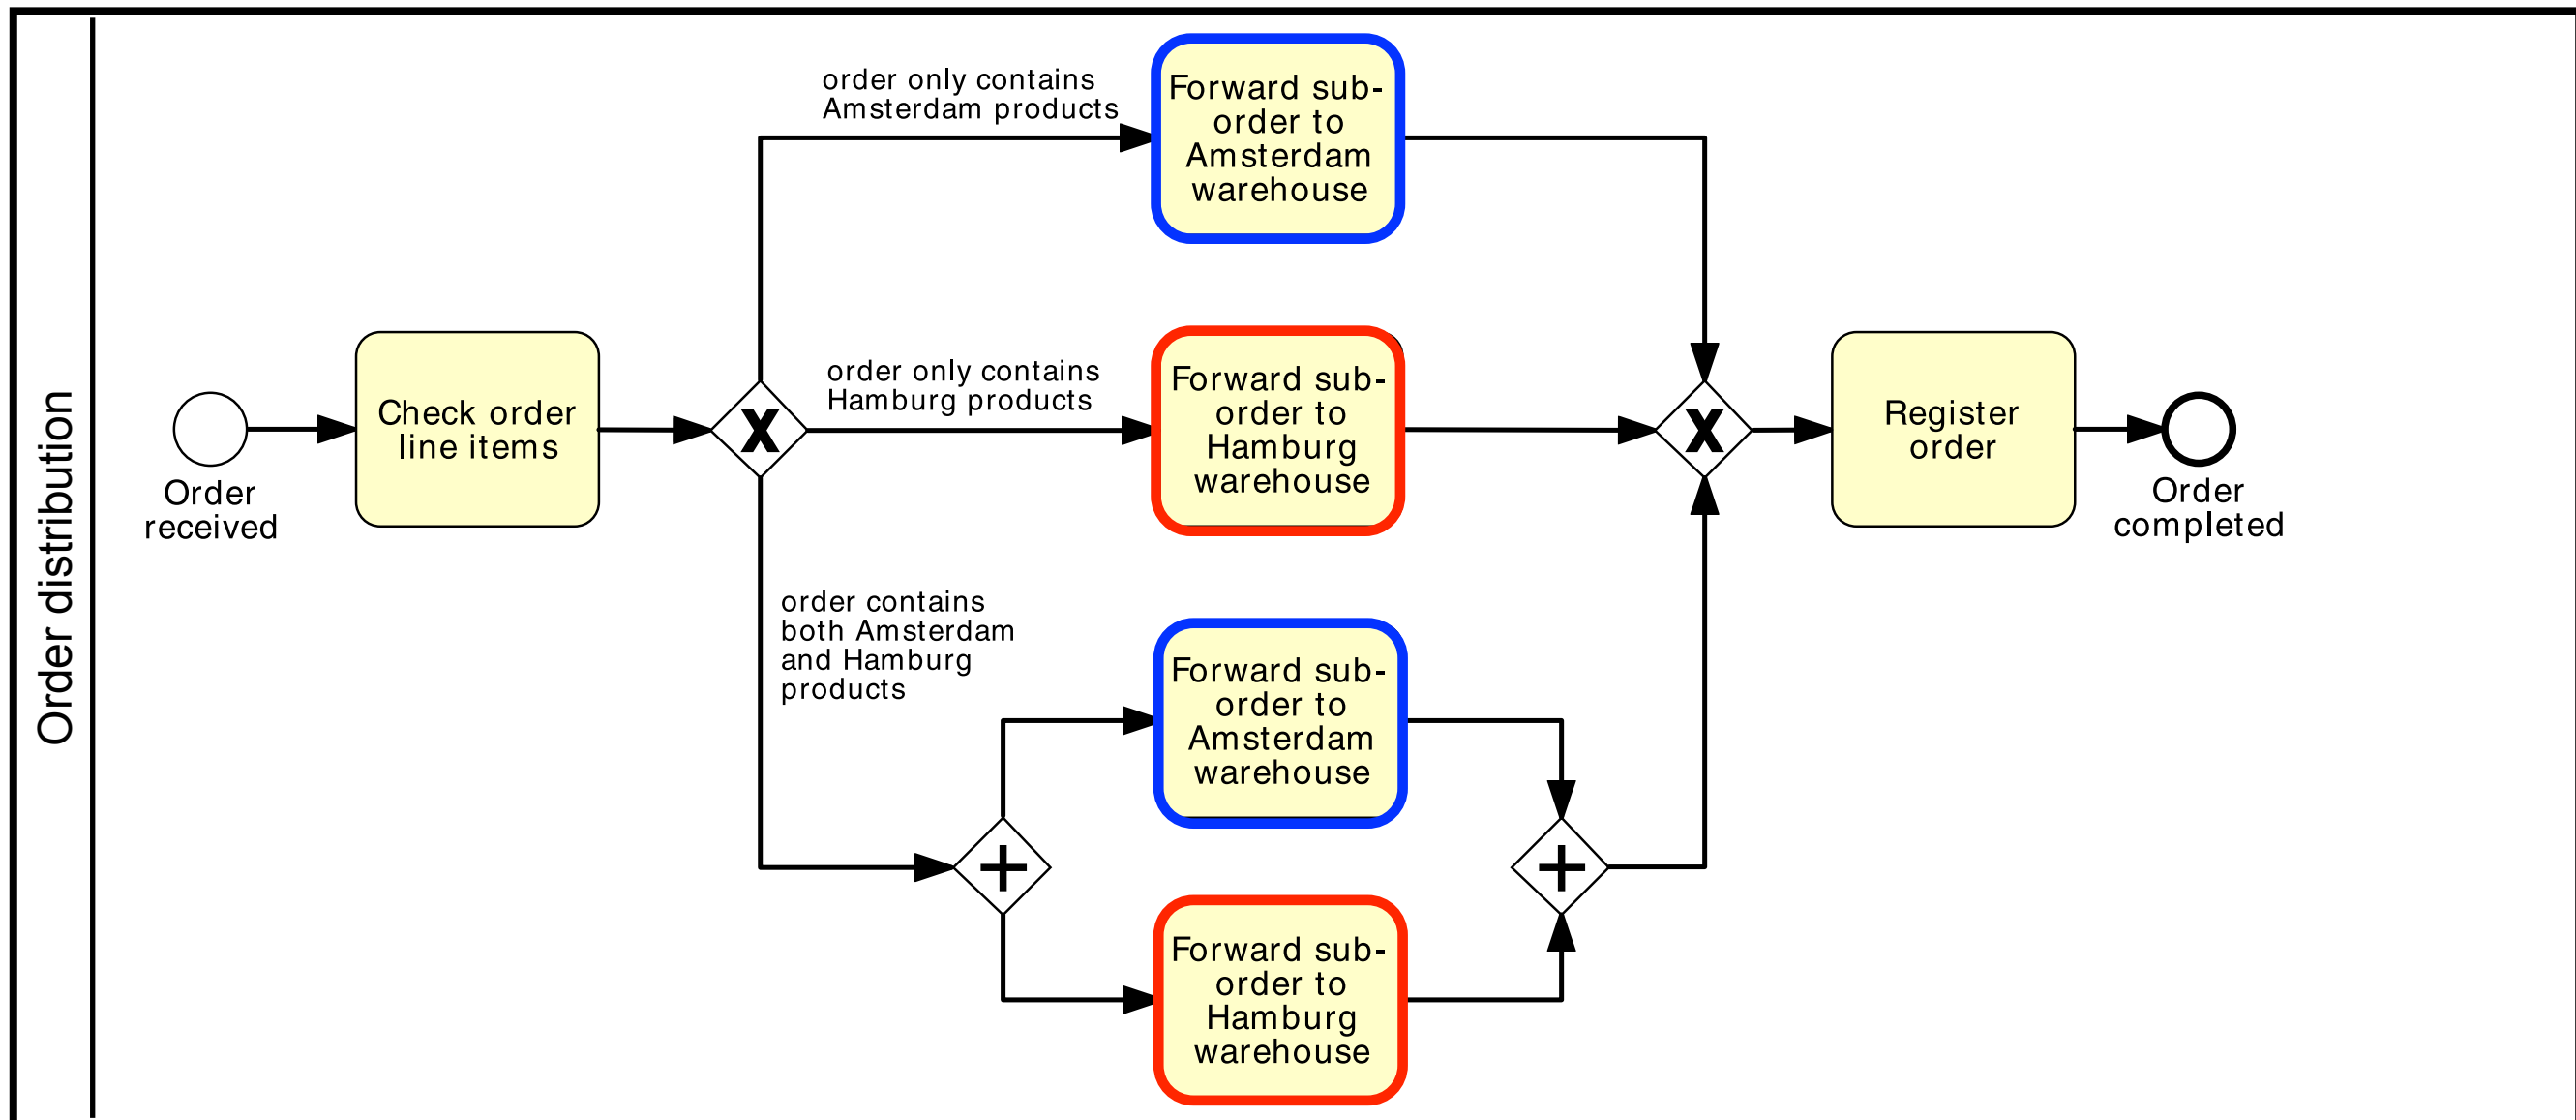 Order distribution
Order
received
Check order
line items
X
order only contains
Amsterdam products
Forward sub-
order to
Amsterdam
warehouse
order only contains
Hamburg products
Forward sub-
order to
Hamburg
warehouse
order contains
both Amsterdam
and Hamburg
products
+
Forward sub-
order to
Amsterdam
warehouse
Forward sub-
order to
Hamburg
warehouse
+
X
Register
order
Order
completed